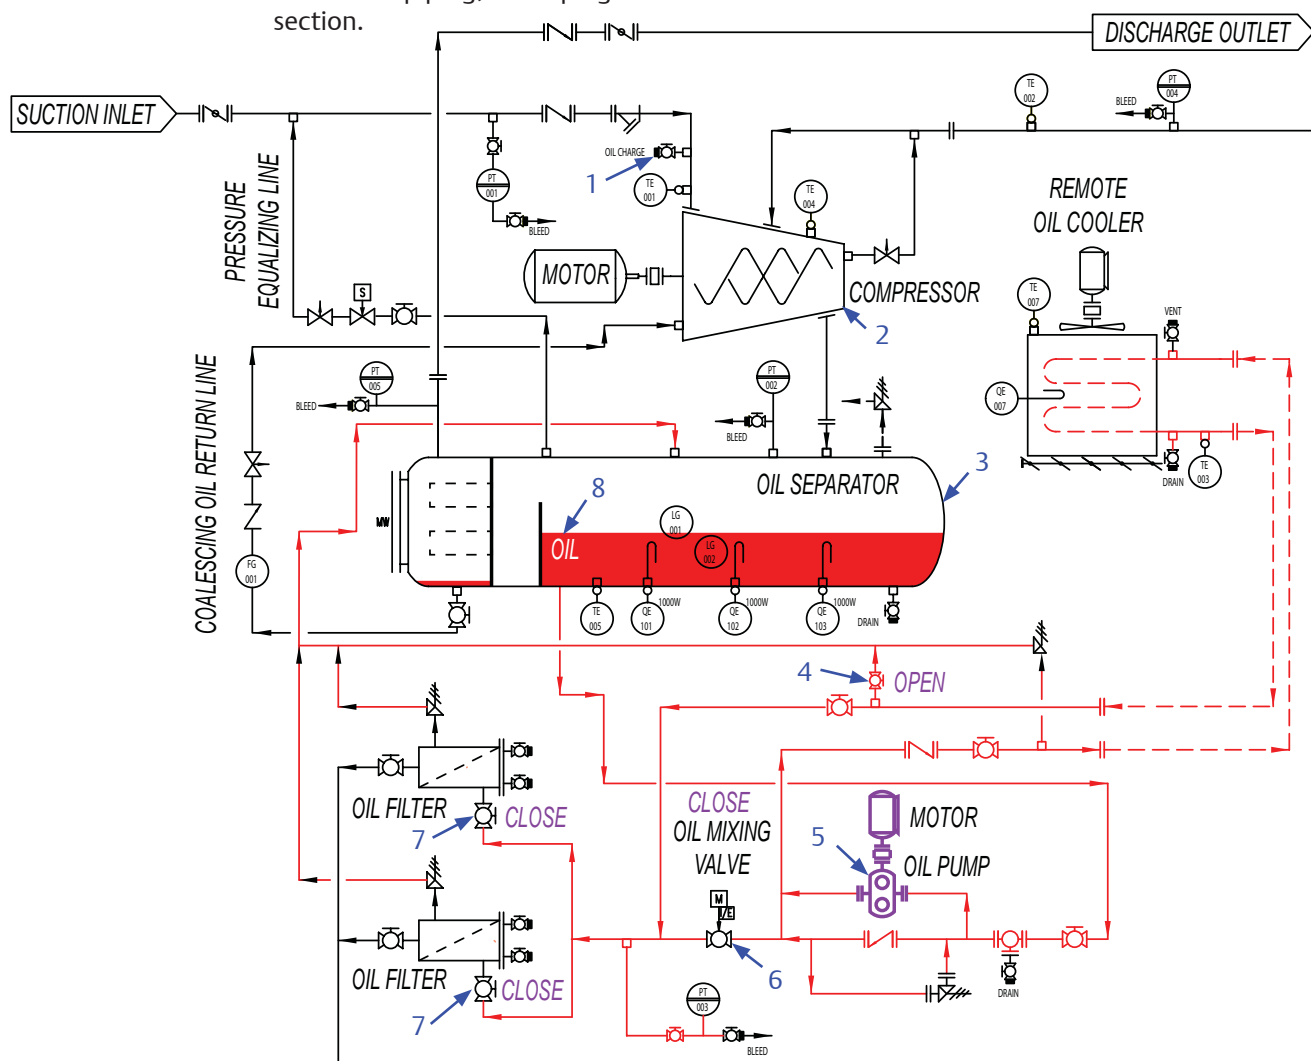 section.
DISCHARGE OUTLET
SUCTION INLET
TE
002
PT
004
BLEED
OIL CHARGE
1
PT
001
TE
001
BLEED
TE
004
REMOTE
OIL COOLER
PRESSURE
EQUALIZING LINE
MOTOR
COMPRESSOR
S
2
TE
007
VENT
PT
005
BLEED
PT
002
BLEED
QE
007
COALESCING OIL RETURN LINE
DRAIN
TE
003
OIL SEPARATOR
3
8
MW
OIL
LG
001
LG
002
FG
001
TE
005
QE
101
1000W
QE
102
1000W
QE
103
1000W
DRAIN
4
OPEN
OIL FILTER
7
CLOSE
CLOSE
OIL MIXING
VALVE
MOTOR
5
OIL PUMP
M
I/E
6
OIL FILTER
7
CLOSE
DRAIN
PT
003
BLEED